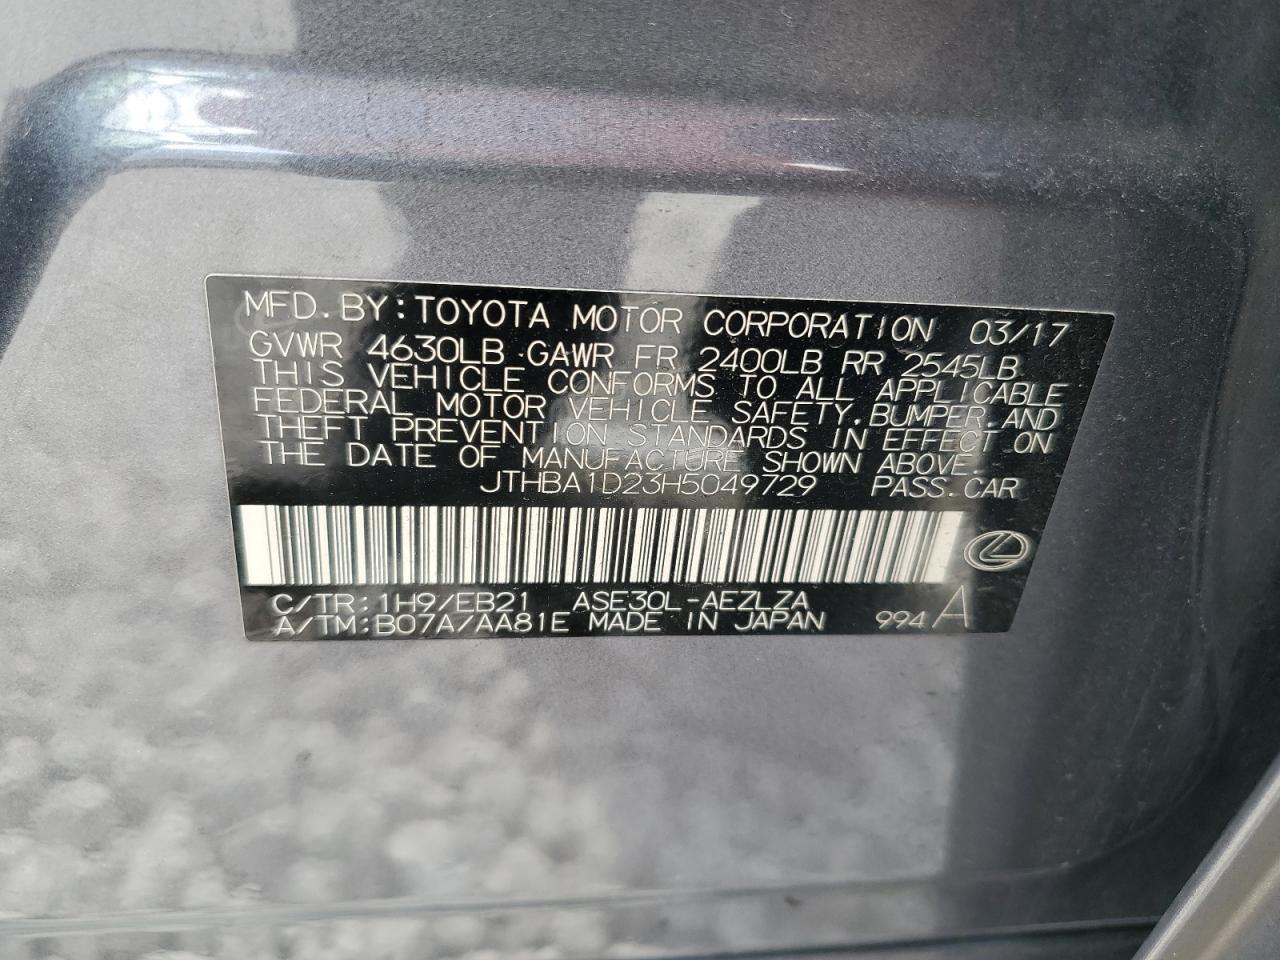 MFD. BY: TOYOTA MOTOR CORPORATION 03/17
GVWR 4630LB GAWR FR 2400LB RR 2545LB
THIS VEHICLE CONFORMS TO ALL APPLICABLE
FEDERAL MOTOR VEHICLE SAFETY, BUMPER, AND
THEFT PREVENTION STANDARDS IN EFFECT ON
THE DATE OF MANUFACTURE SHOWN ABOVE.
JTHBA1D23H5049729 PASS. CAR
C/TR: 1H9/EB21 ASE30L-AEZLZA
A/TM: B07A/AA81E MADE IN JAPAN 994 A